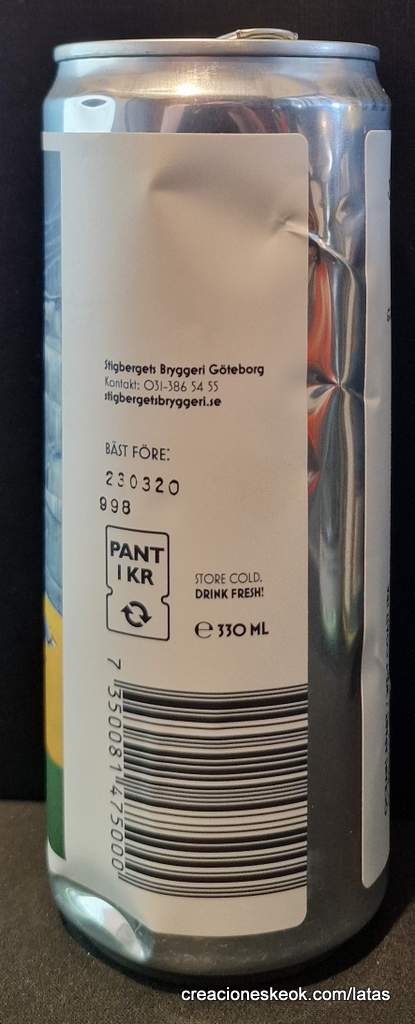 Stigbergets Bryggeri Göteborg
Kontakt: 031-386 54 55
stigbergetsbryggeri.se
BÄST FÖRE:
230320
998
PANT
1 KR
STORE COLD.
DRINK FRESH!
℮ 330 ML
7 350081 475000
creacioneskeok.com/latas